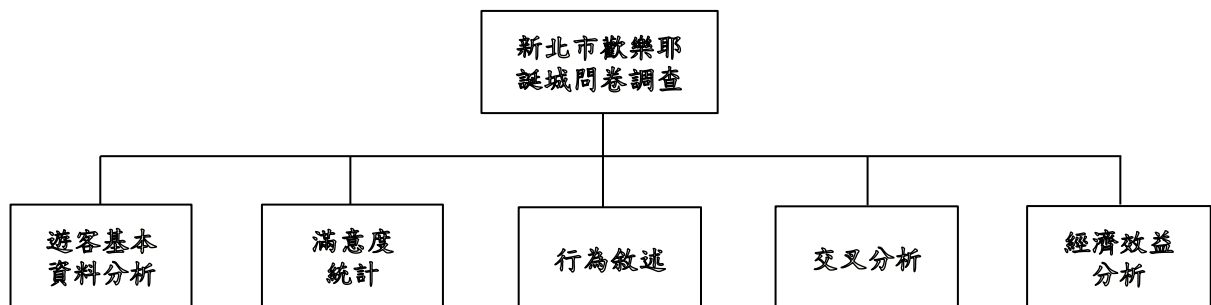 新北市歡樂耶
誕城問卷調查
遊客基本
資料分析
滿意度
統計
行為敘述
交叉分析
經濟效益
分析